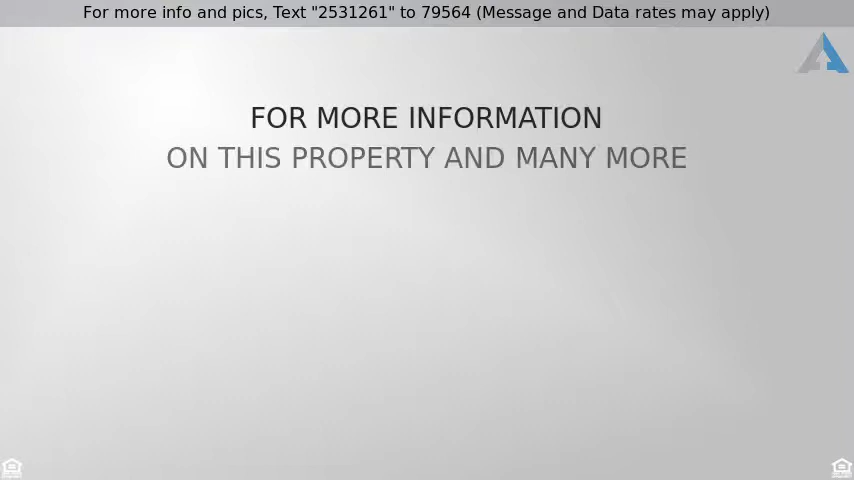 For more info and pics, Text "2531261" to 79564 (Message and Data rates may apply)
FOR MORE INFORMATION
ON THIS PROPERTY AND MANY MORE